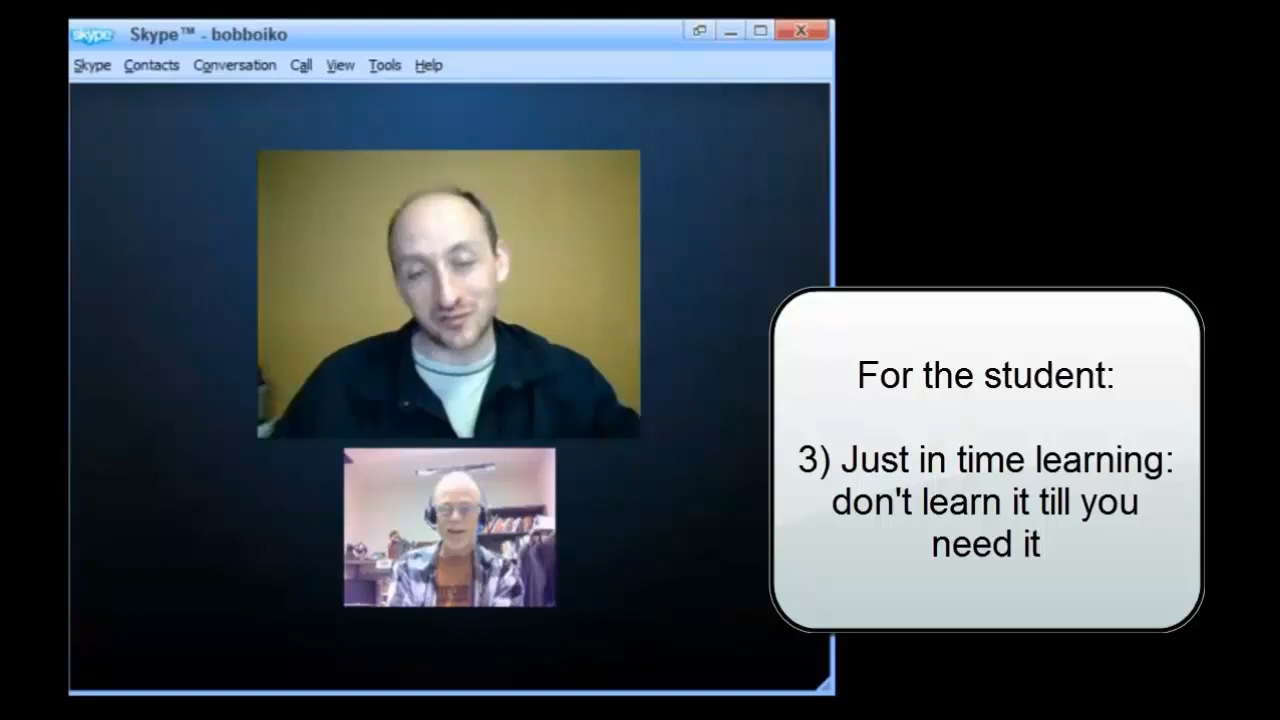 skype Skype™ - bobboiko
Skype Contacts Conversation Call View Tools Help
For the student:
3) Just in time learning:
don't learn it till you
need it